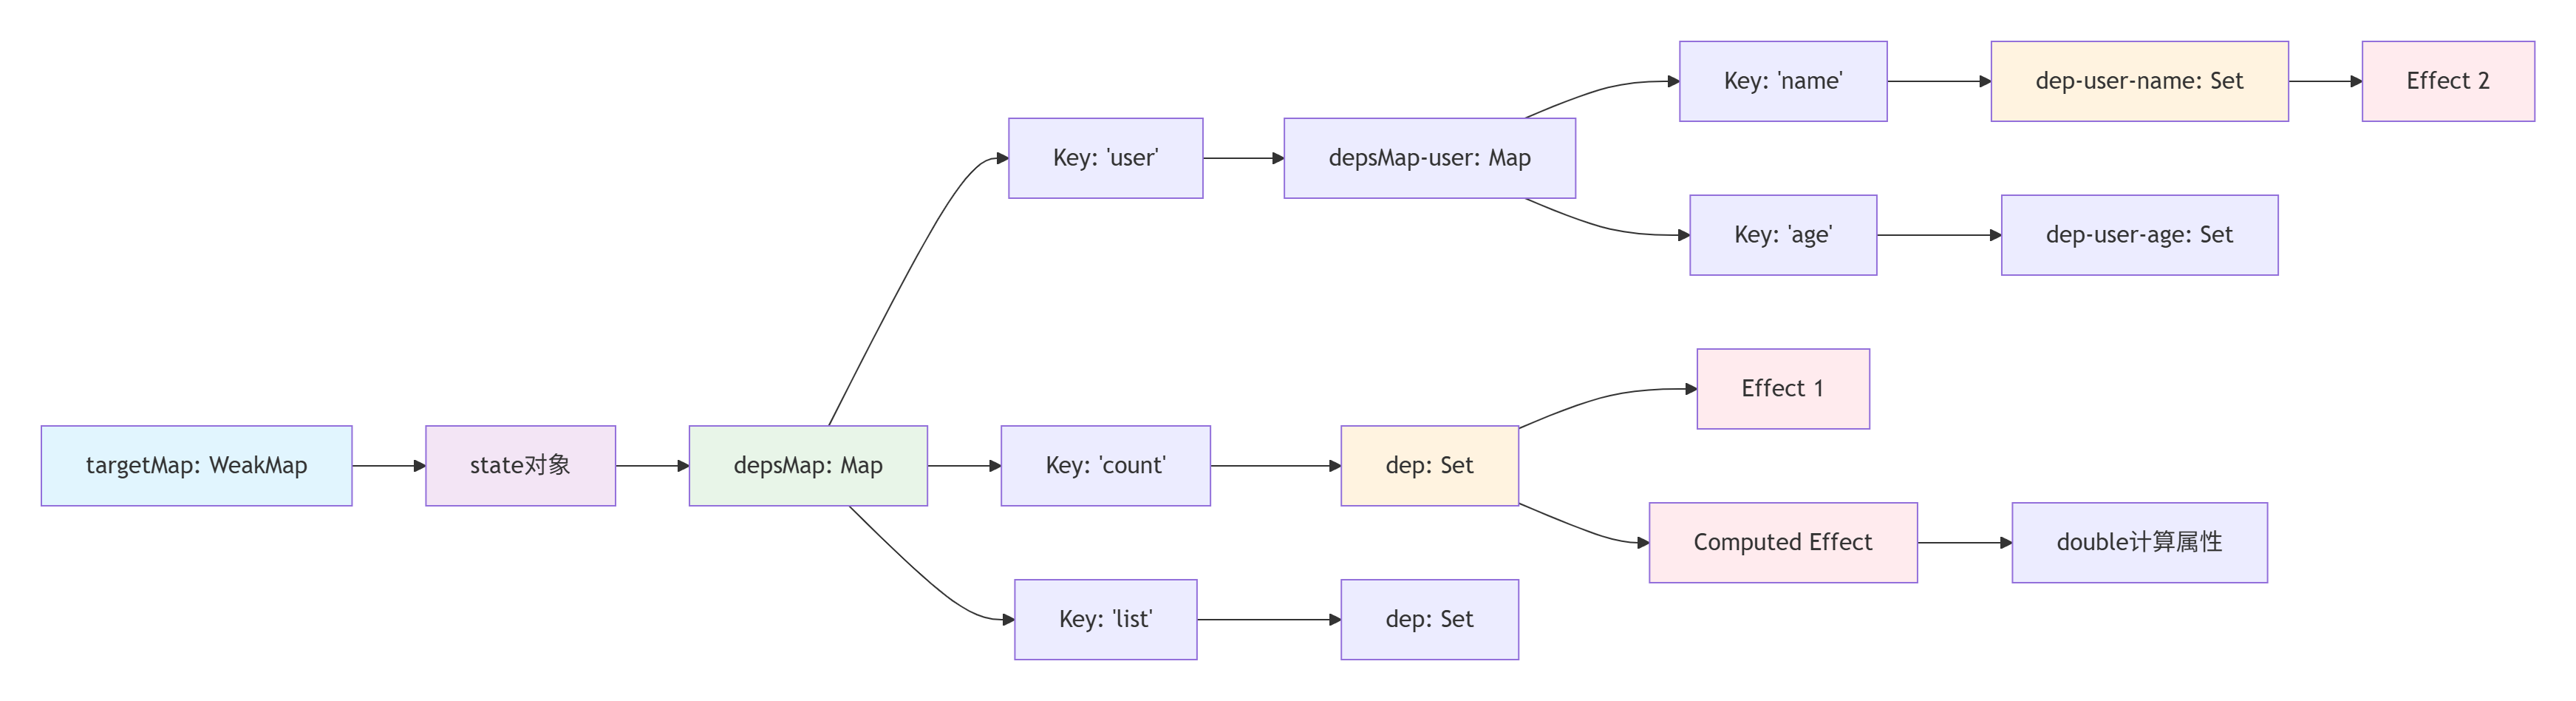 targetMap: WeakMap
state对象
depsMap: Map
Key: 'user'
depsMap-user: Map
Key: 'name'
dep-user-name: Set
Effect 2
Key: 'age'
dep-user-age: Set
Key: 'count'
dep: Set
Effect 1
Computed Effect
double计算属性
Key: 'list'
dep: Set